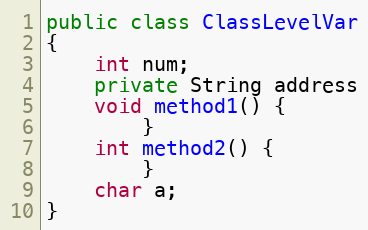 1 public class ClassLevelVar
2 {
3     int num;
4     private String address
5     void method1() {
6         }
7     int method2() {
8         }
9     char a;
10 }